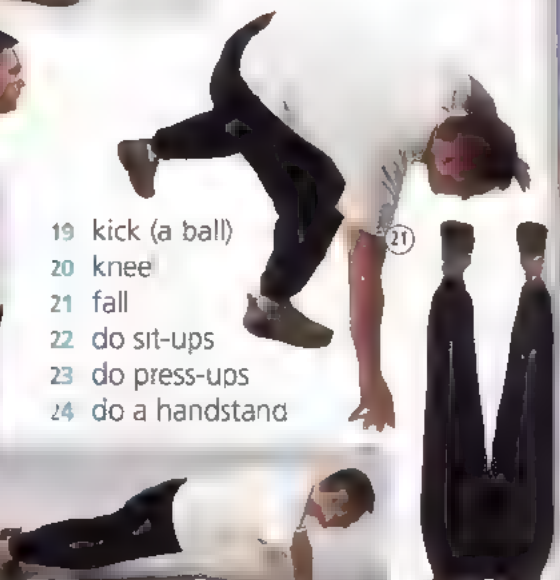 19 kick (a ball)
20 knee
21 fall
22 do sit-ups
23 do press-ups
24 do a handstand
21